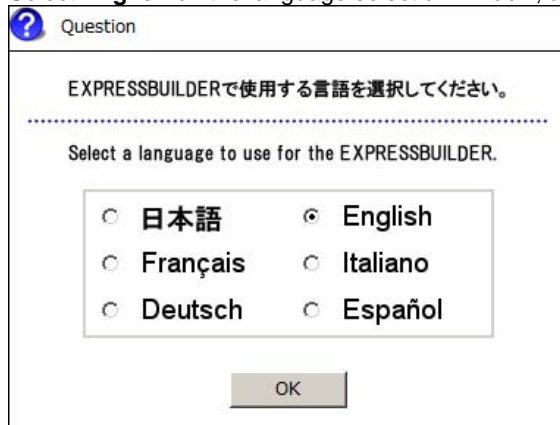 Question
EXPRESSBUILDERで使用する言語を選択してください。
Select a language to use for the EXPRESSBUILDER.
日本語 English
Français Italiano
Deutsch Español
OK